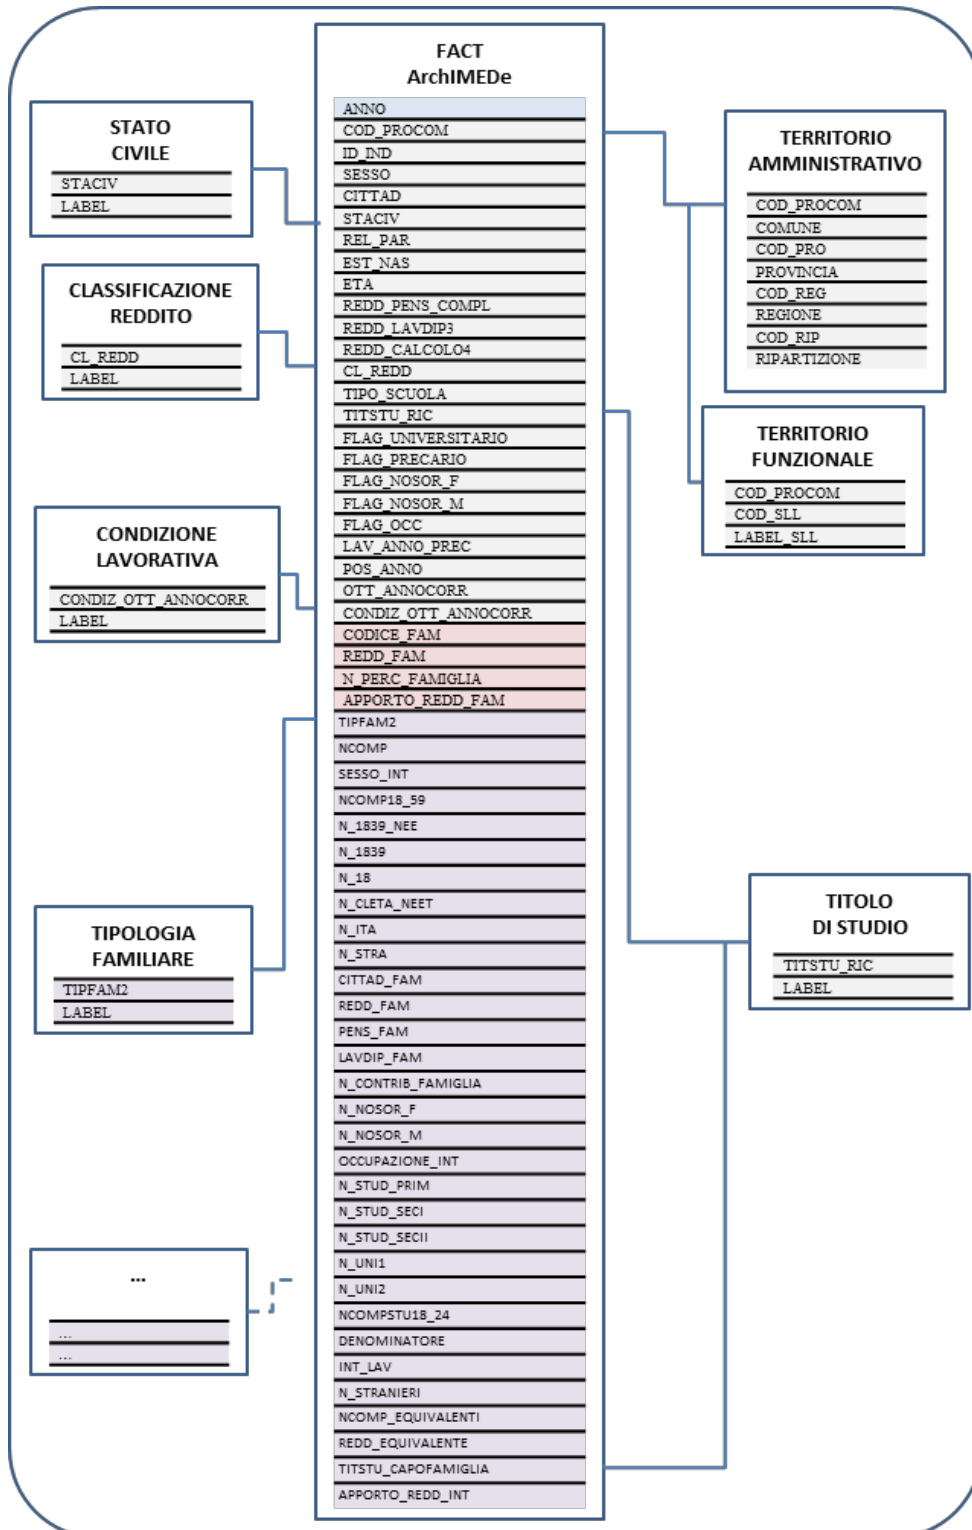 FACT
ArchIMEDe
ANNO
COD_PROCOM
ID_IND
SESSO
CITTAD
STACIV
REL_PAR
EST_NAS
ETA
REDD_PENS_COMPL
REDD_LAVDIP3
REDD_CALCOLO4
CL_REDD
TIPO_SCUOLA
TITSTU_RIC
FLAG_UNIVERSITARIO
FLAG_PRECARIO
FLAG_NOSOR_F
FLAG_NOSOR_M
FLAG_OCC
LAV_ANNO_PREC
POS_ANNO
OTT_ANNOCORR
CONDIZ_OTT_ANNOCORR
CODICE_FAM
REDD_FAM
N_PERC_FAMIGLIA
APPORTO_REDD_FAM
TIPFAM2
NCOMP
SESSO_INT
NCOMP18_59
N_1839_NEE
N_1839
N_18
N_CLETA_NEET
N_ITA
N_STRA
CITTAD_FAM
REDD_FAM
PENS_FAM
LAVDIP_FAM
N_CONTRIB_FAMIGLIA
N_NOSOR_F
N_NOSOR_M
OCCUPAZIONE_INT
N_STUD_PRIM
N_STUD_SECI
N_STUD_SECII
N_UNI1
N_UNI2
NCOMPSTU18_24
DENOMINATORE
INT_LAV
N_STRANIERI
NCOMP_EQUIVALENTI
REDD_EQUIVALENTE
TITSTU_CAPOFAMIGLIA
APPORTO_REDD_INT
STATO
CIVILE
STACIV
LABEL
CLASSIFICAZIONE
REDDITO
CL_REDD
LABEL
CONDIZIONE
LAVORATIVA
CONDIZ_OTT_ANNOCORR
LABEL
TIPOLOGIA
FAMILIARE
TIPFAM2
LABEL
...
...
...
TERRITORIO
AMMINISTRATIVO
COD_PROCOM
COMUNE
COD_PRO
PROVINCIA
COD_REG
REGIONE
COD_RIP
RIPARTIZIONE
TERRITORIO
FUNZIONALE
COD_PROCOM
COD_SLL
LABEL_SLL
TITOLO
DI STUDIO
TITSTU_RIC
LABEL